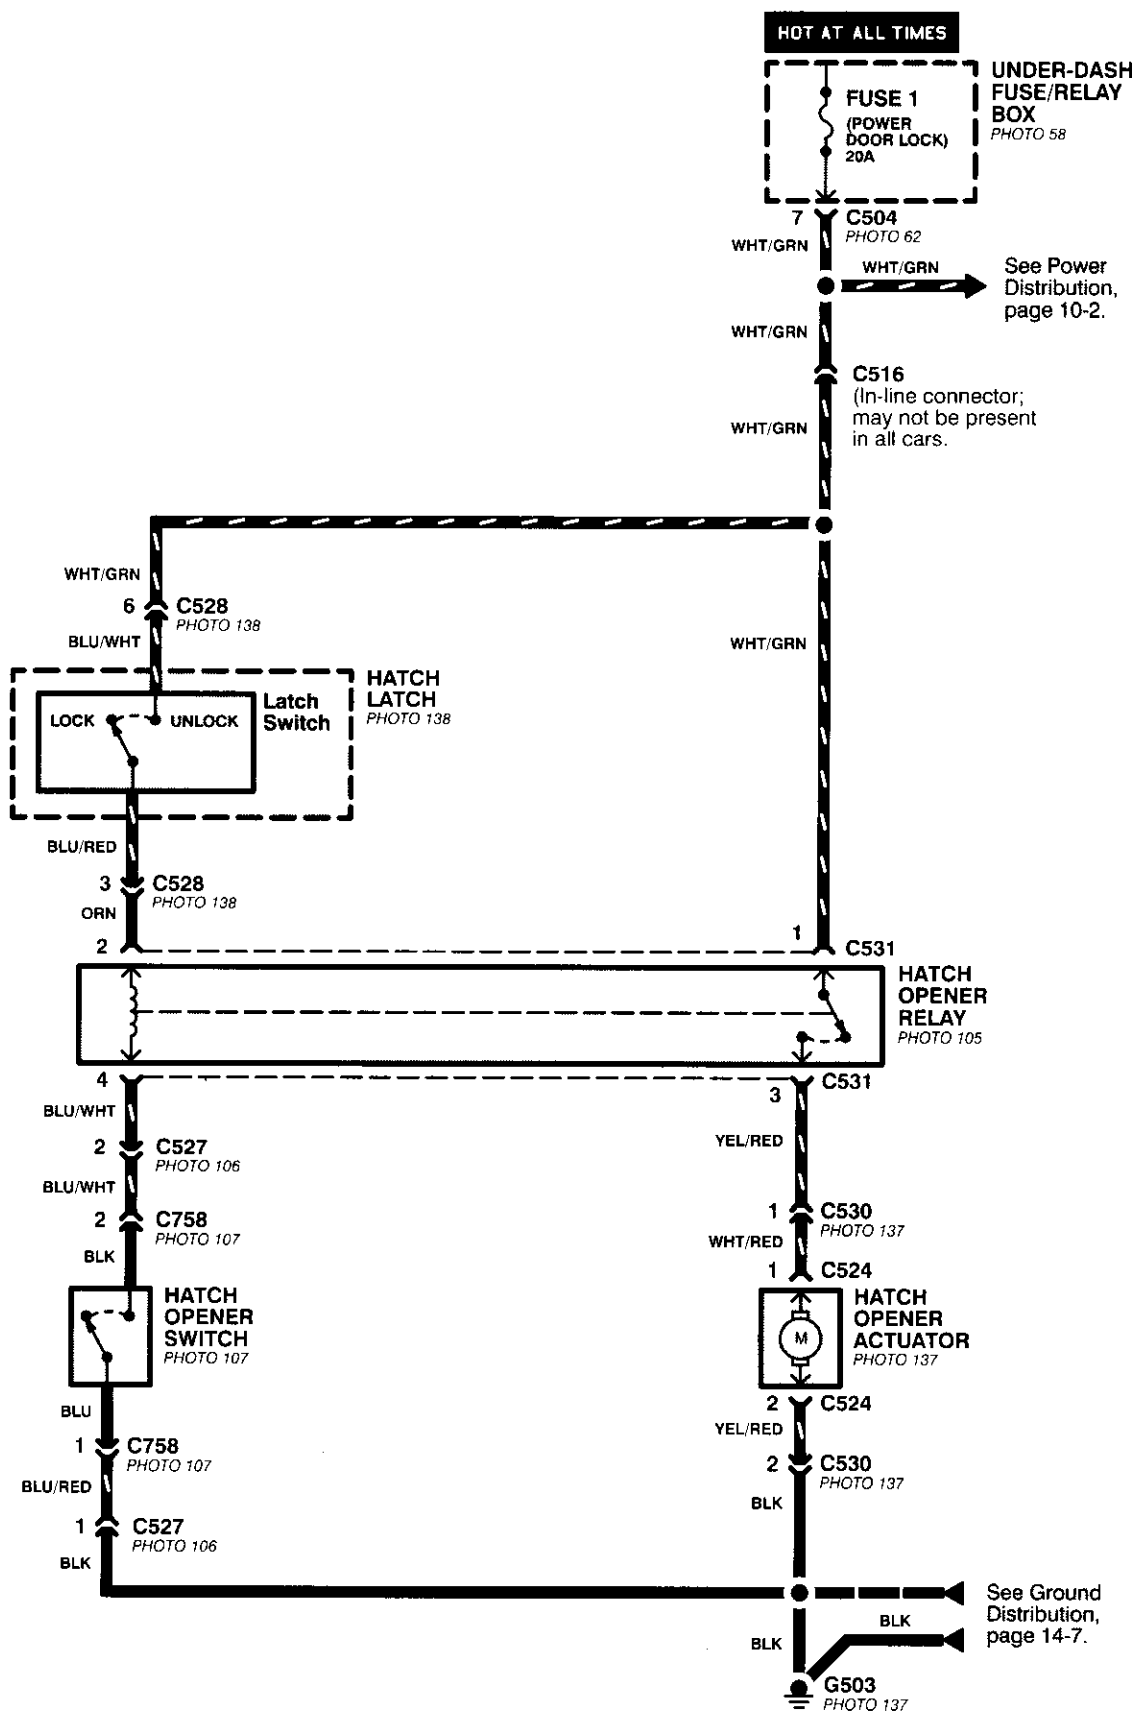 HOT AT ALL TIMES
UNDER-DASH
FUSE/RELAY
BOX
PHOTO 58
FUSE 1
(POWER
DOOR LOCK)
20A
7
C504
PHOTO 62
WHT/GRN
WHT/GRN
See Power
Distribution,
page 10-2.
WHT/GRN
C516
(In-line connector;
may not be present
in all cars.
WHT/GRN
WHT/GRN
6
C528
PHOTO 138
BLU/WHT
WHT/GRN
HATCH
LATCH
PHOTO 138
Latch
Switch
LOCK
UNLOCK
BLU/RED
3
C528
PHOTO 138
ORN
2
1
C531
HATCH
OPENER
RELAY
PHOTO 105
4
C531
3
BLU/WHT
2
C527
PHOTO 106
YEL/RED
BLU/WHT
2
C758
PHOTO 107
1
C530
PHOTO 137
WHT/RED
BLK
1
C524
HATCH
OPENER
SWITCH
PHOTO 107
HATCH
OPENER
ACTUATOR
PHOTO 137
M
BLU
2
C524
YEL/RED
1
C758
PHOTO 107
2
C530
PHOTO 137
BLU/RED
BLK
1
C527
PHOTO 106
BLK
See Ground
Distribution,
page 14-7.
BLK
BLK
G503
PHOTO 137